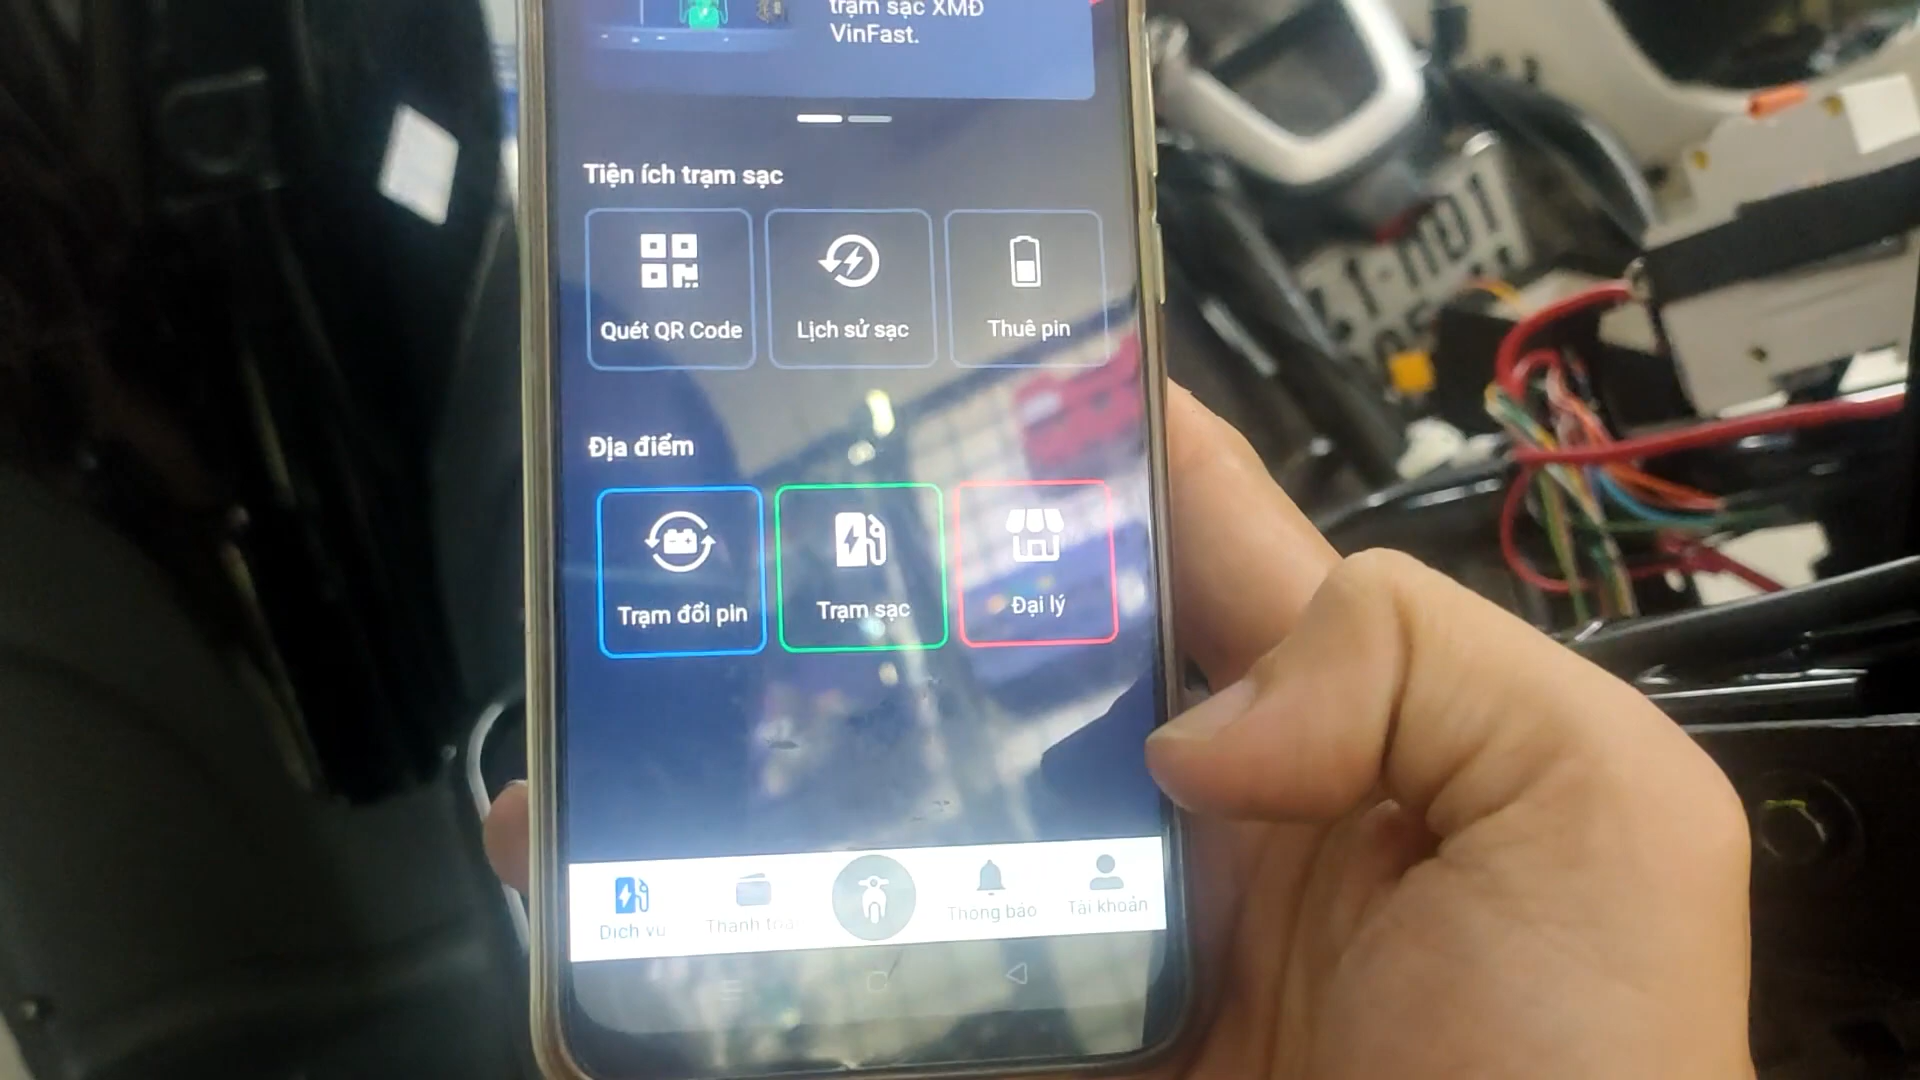 trạm sạc XMĐ
VinFast.
Tiện ích trạm sạc
Quét QR Code
Lịch sử sạc
Thuê pin
Địa điểm
Trạm đổi pin
Trạm sạc
Đại lý
Dịch vụ
Thông báo
Tài khoản